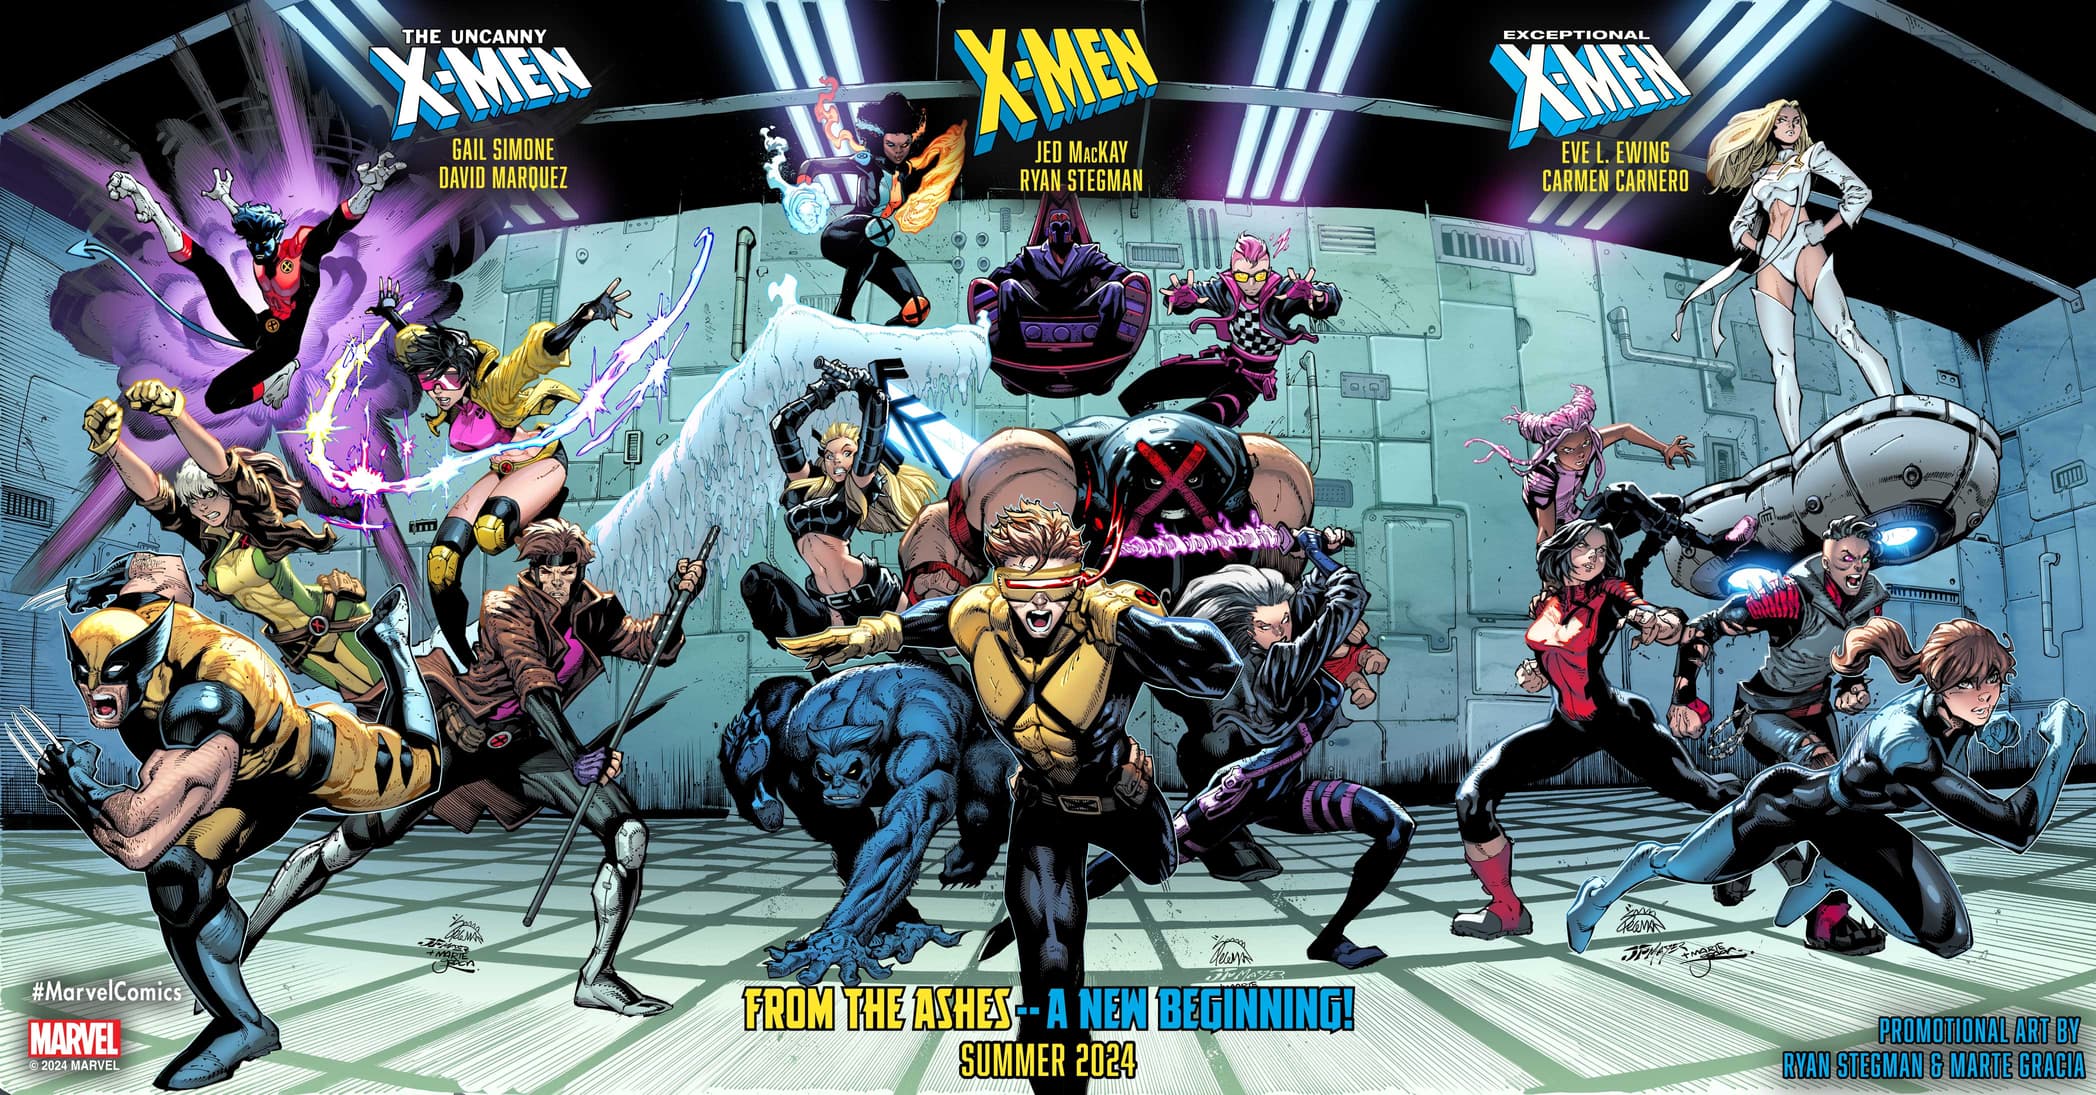 THE UNCANNY
X-MEN
GAIL SIMONE
DAVID MARQUEZ
X-MEN
JED MacKAY
RYAN STEGMAN
EXCEPTIONAL
X-MEN
EVE L. EWING
CARMEN CARNERO
#MarvelComics
MARVEL
© 2024 MARVEL
FROM THE ASHES -- A NEW BEGINNING!
SUMMER 2024
PROMOTIONAL ART BY
RYAN STEGMAN & MARTE GRACIA